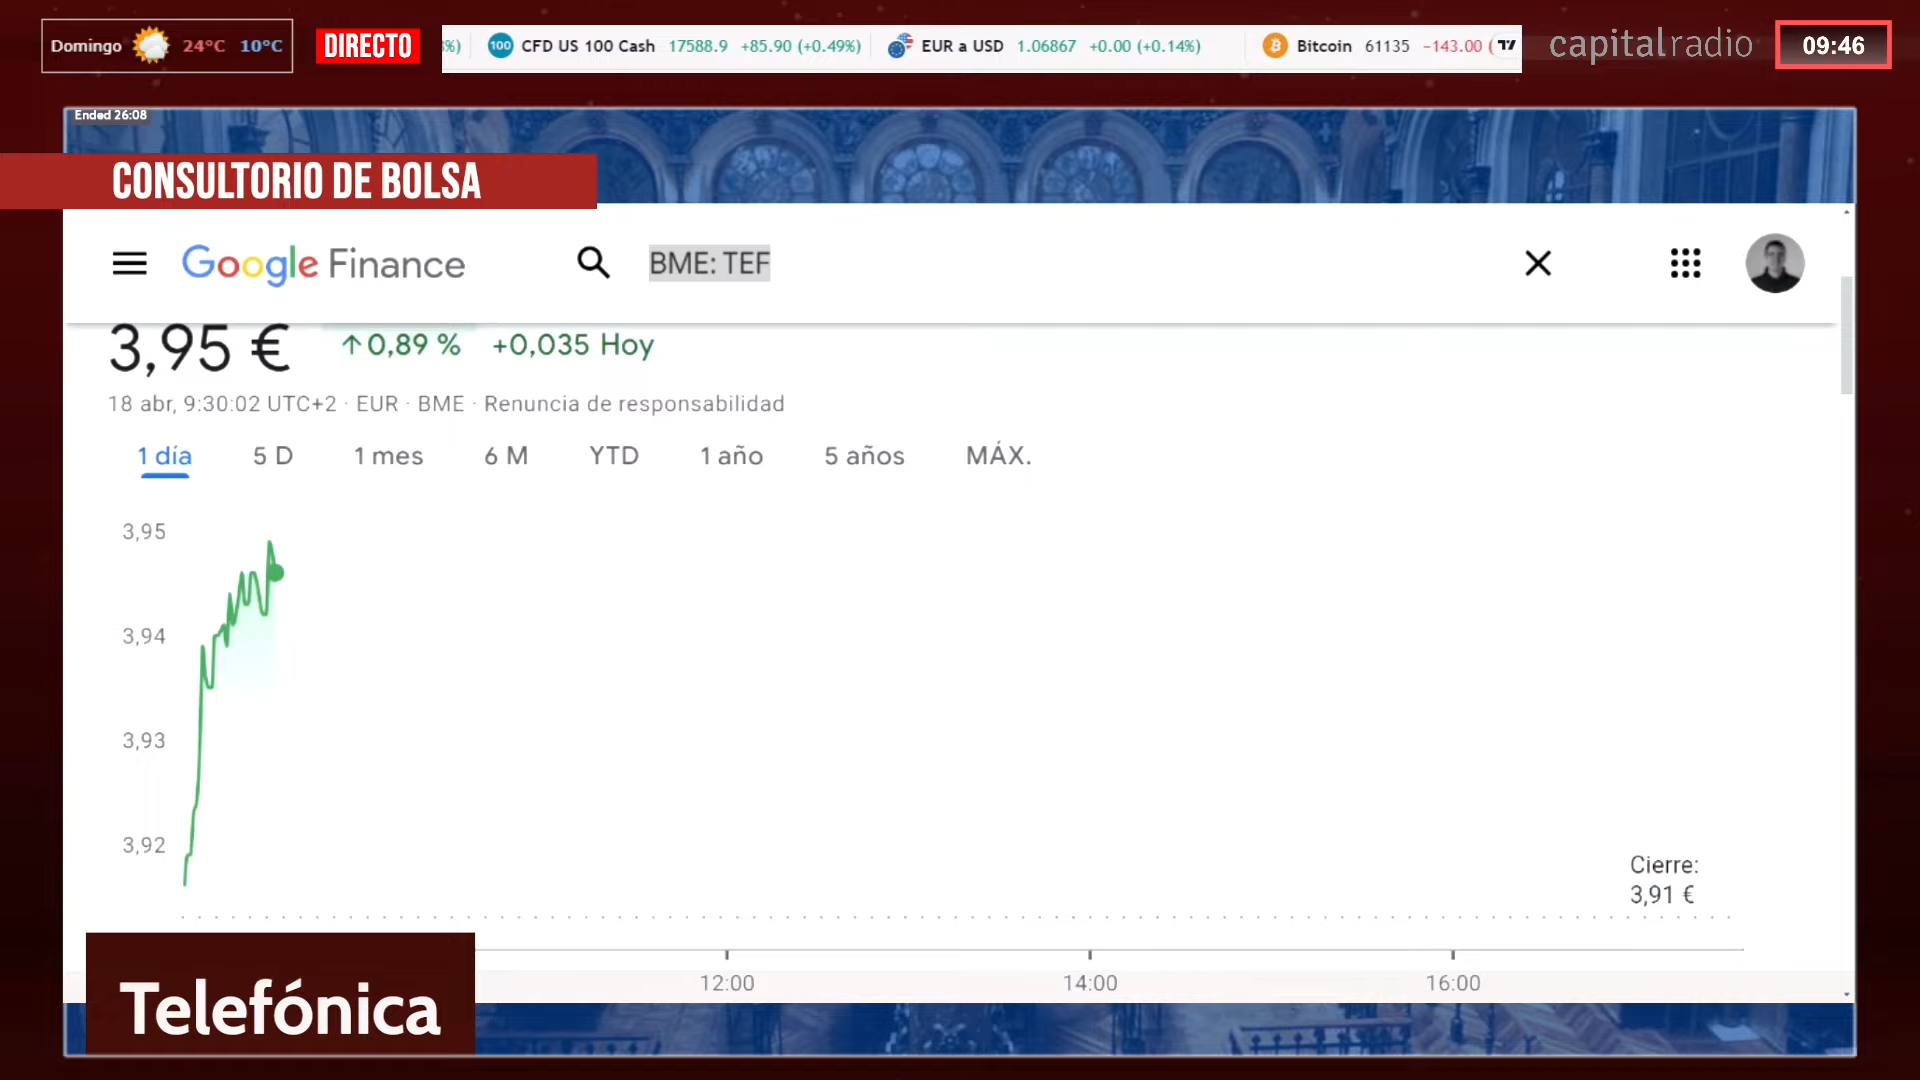 Domingo 24°C 10°C
DIRECTO
%) 100 CFD US 100 Cash 17588.9 +85.90 (+0.49%) EUR a USD 1.06867 +0.00 (+0.14%) Bitcoin 61135 −143.00 (
capitalradio
09:46
Ended 26:08
CONSULTORIO DE BOLSA
Google Finance
BME: TEF
3,95 € ↑0,89 % +0,035 Hoy
18 abr, 9:30:02 UTC+2 · EUR · BME · Renuncia de responsabilidad
1 día 5 D 1 mes 6 M YTD 1 año 5 años MÁX.
3,95
3,94
3,93
3,92
Cierre:
3,91 €
12:00 14:00 16:00
Telefónica